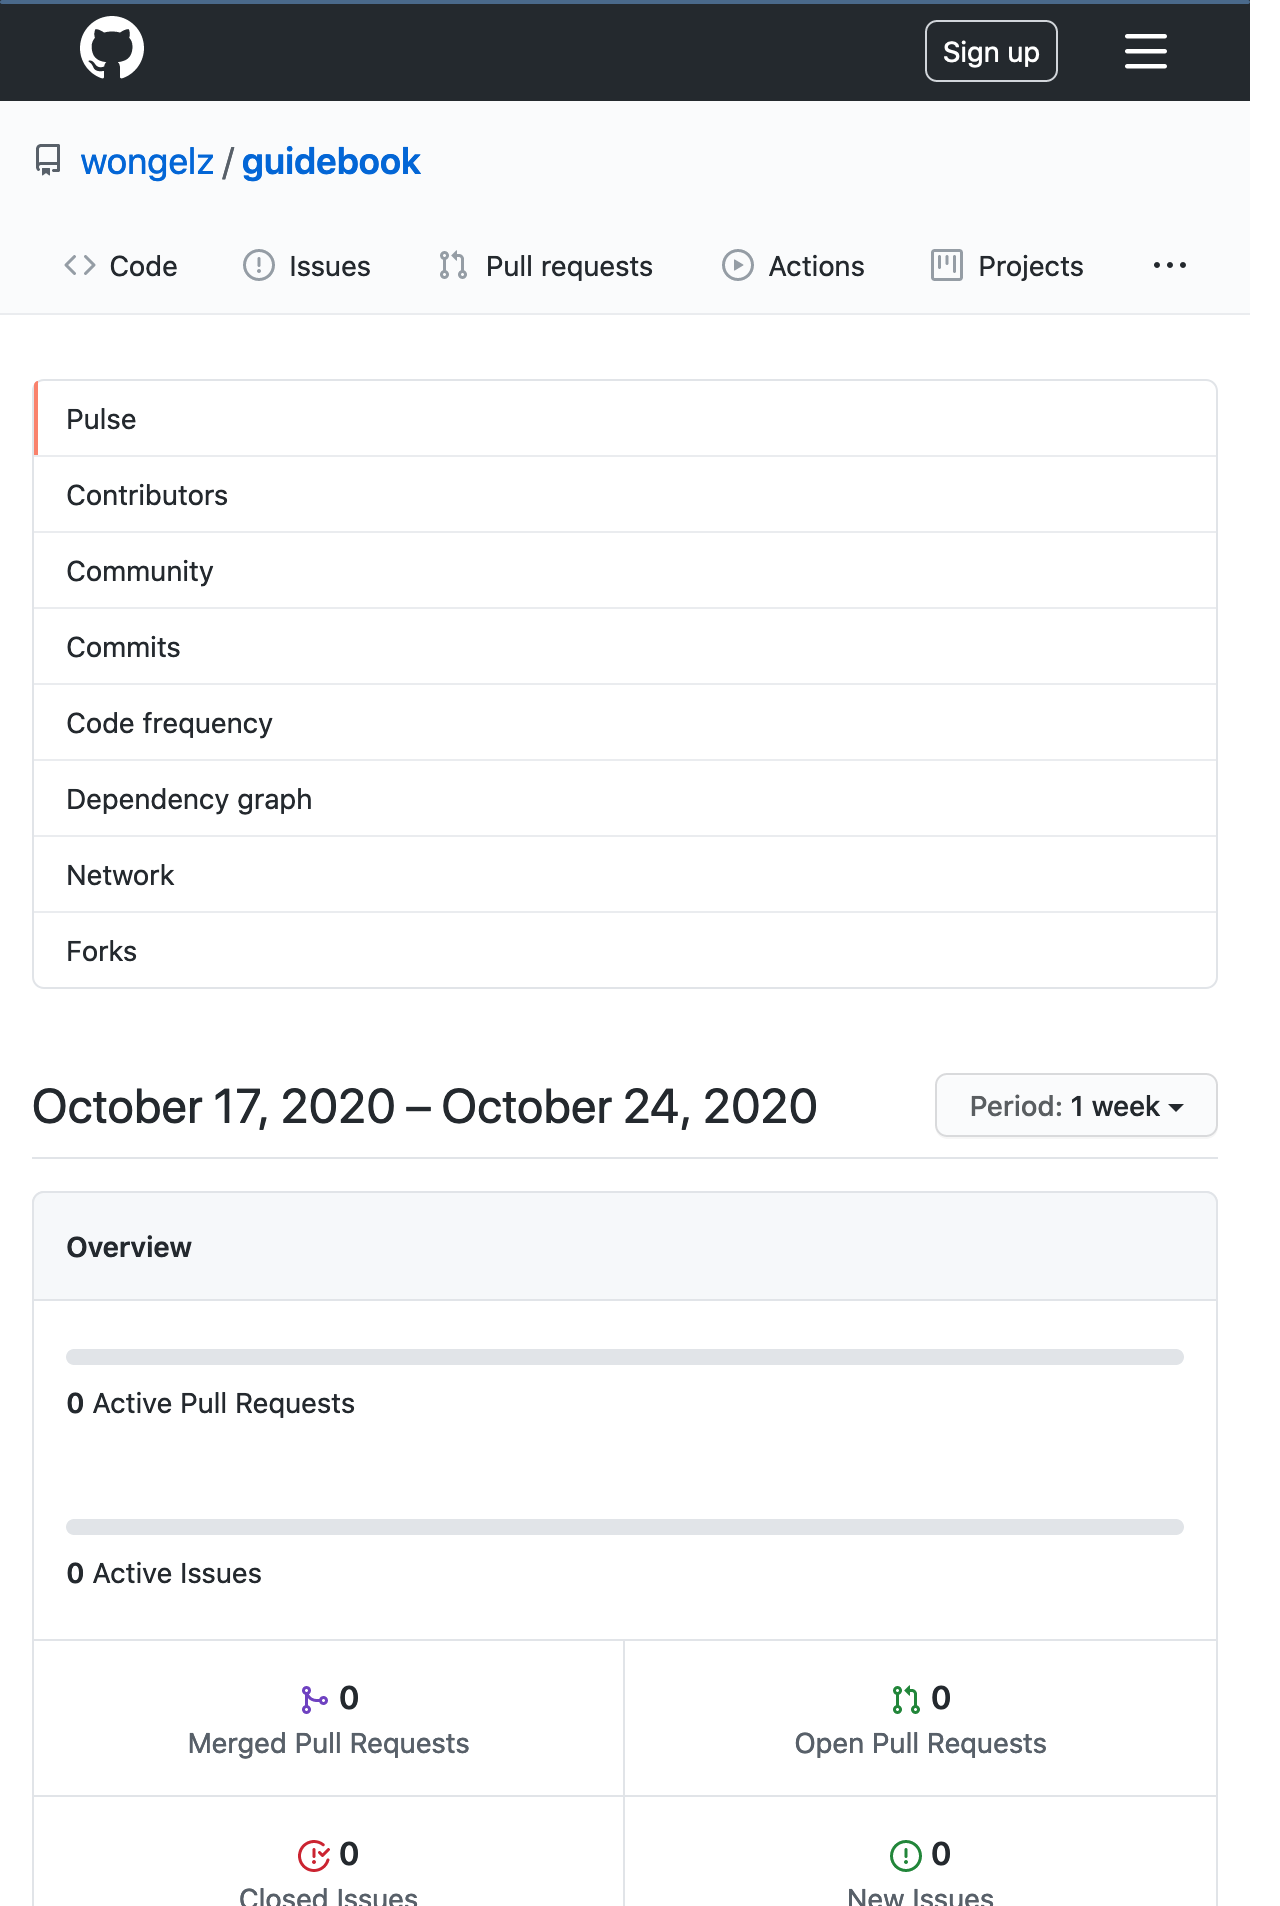 Sign up
wongelz / guidebook
Code Issues Pull requests Actions Projects ...
Pulse
Contributors
Community
Commits
Code frequency
Dependency graph
Network
Forks
October 17, 2020 – October 24, 2020
Period: 1 week
Overview
0 Active Pull Requests
0 Active Issues
0
Merged Pull Requests
0
Open Pull Requests
0
Closed Issues
0
New Issues